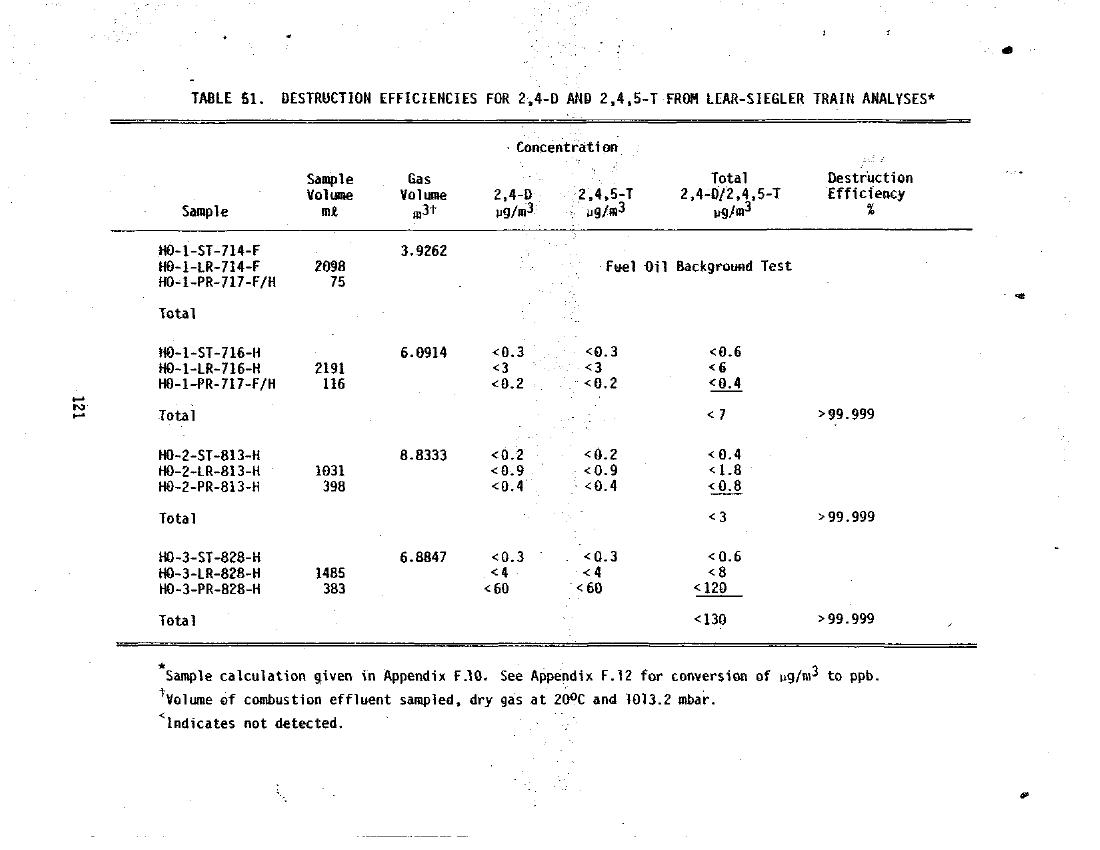 TABLE 51. DESTRUCTION EFFICIENCIES FOR 2,4-D AND 2,4,5-T FROM LEAR-SIEGLER TRAIN ANALYSES*
Concentration
Sample Gas Total Destruction
Volume Volume 2,4-D 2,4,5-T 2,4-D/2,4,5-T Efficiency
Sample mℓ m³† µg/m³ µg/m³ µg/m³ %
HO-1-ST-714-F 3.9262
HO-1-LR-714-F 2098 Fuel Oil Background Test
HO-1-PR-717-F/H 75
Total
HO-1-ST-716-H 6.0914 <0.3 <0.3 <0.6
HO-1-LR-716-H 2191 <3 <3 <6
HO-1-PR-717-F/H 116 <0.2 <0.2 <0.4
Total <7 >99.999
HO-2-ST-813-H 8.8333 <0.2 <0.2 <0.4
HO-2-LR-813-H 1031 <0.9 <0.9 <1.8
HO-2-PR-813-H 398 <0.4 <0.4 <0.8
Total <3 >99.999
HO-3-ST-828-H 6.8847 <0.3 <0.3 <0.6
HO-3-LR-828-H 1485 <4 <4 <8
HO-3-PR-828-H 383 <60 <60 <120
Total <130 >99.999
*Sample calculation given in Appendix F.10. See Appendix F.12 for conversion of µg/m³ to ppb.
†Volume of combustion effluent sampled, dry gas at 20ºC and 1013.2 mbar.
<Indicates not detected.
121